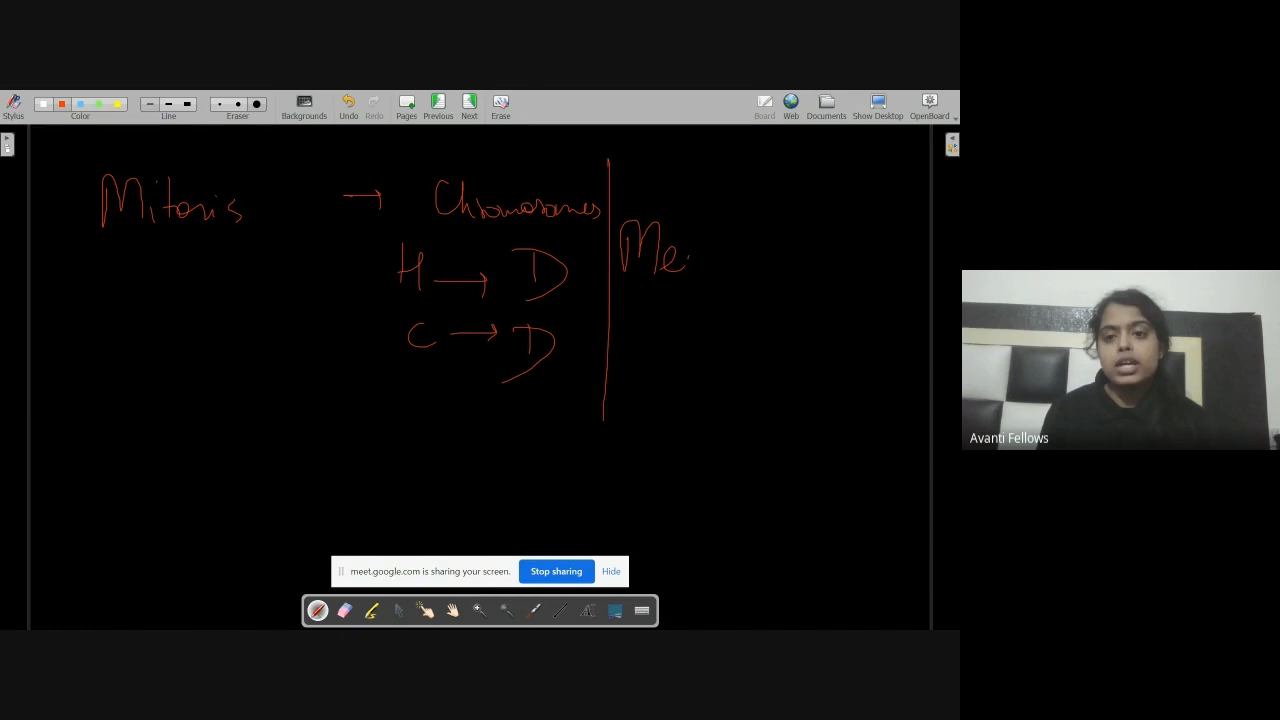 Stylus Color Line Eraser Backgrounds Undo Redo Pages Previous Next Erase Board Web Documents Show Desktop OpenBoard
Mitosis → Chromosomes
Me
H → D
C → D
Avanti Fellows
meet.google.com is sharing your screen. Stop sharing Hide